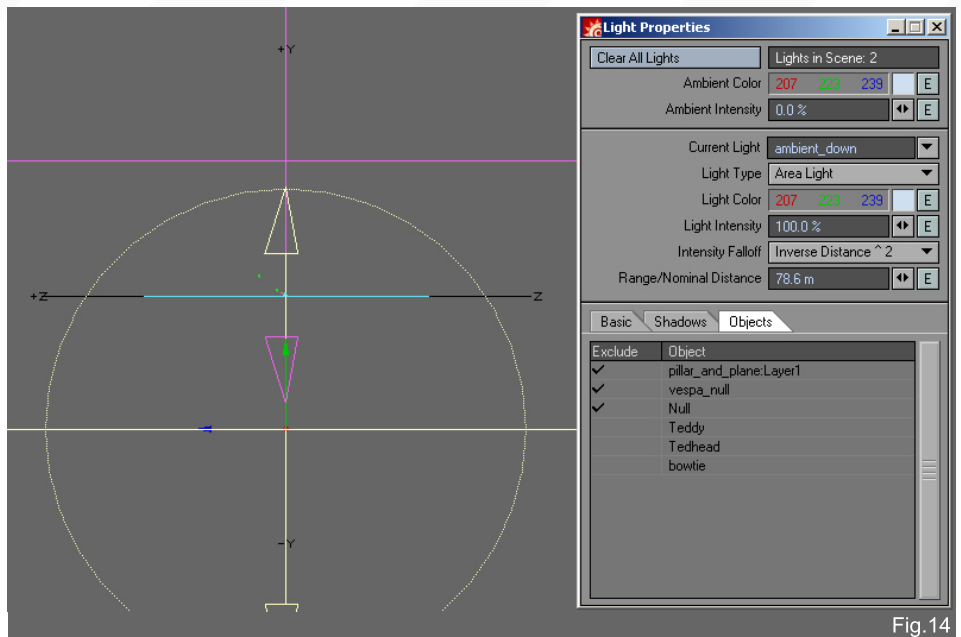 +Y
+Z
Z
-Y
Light Properties
Clear All Lights
Lights in Scene: 2
Ambient Color 207 223 239 E
Ambient Intensity 0.0 % E
Current Light ambient_down
Light Type Area Light
Light Color 207 223 239 E
Light Intensity 100.0 % E
Intensity Falloff Inverse Distance ^ 2
Range/Nominal Distance 78.6 m E
Basic Shadows Objects
Exclude Object
pillar_and_plane:Layer1
vespa_null
Null
Teddy
Tedhead
bowtie
Fig.14